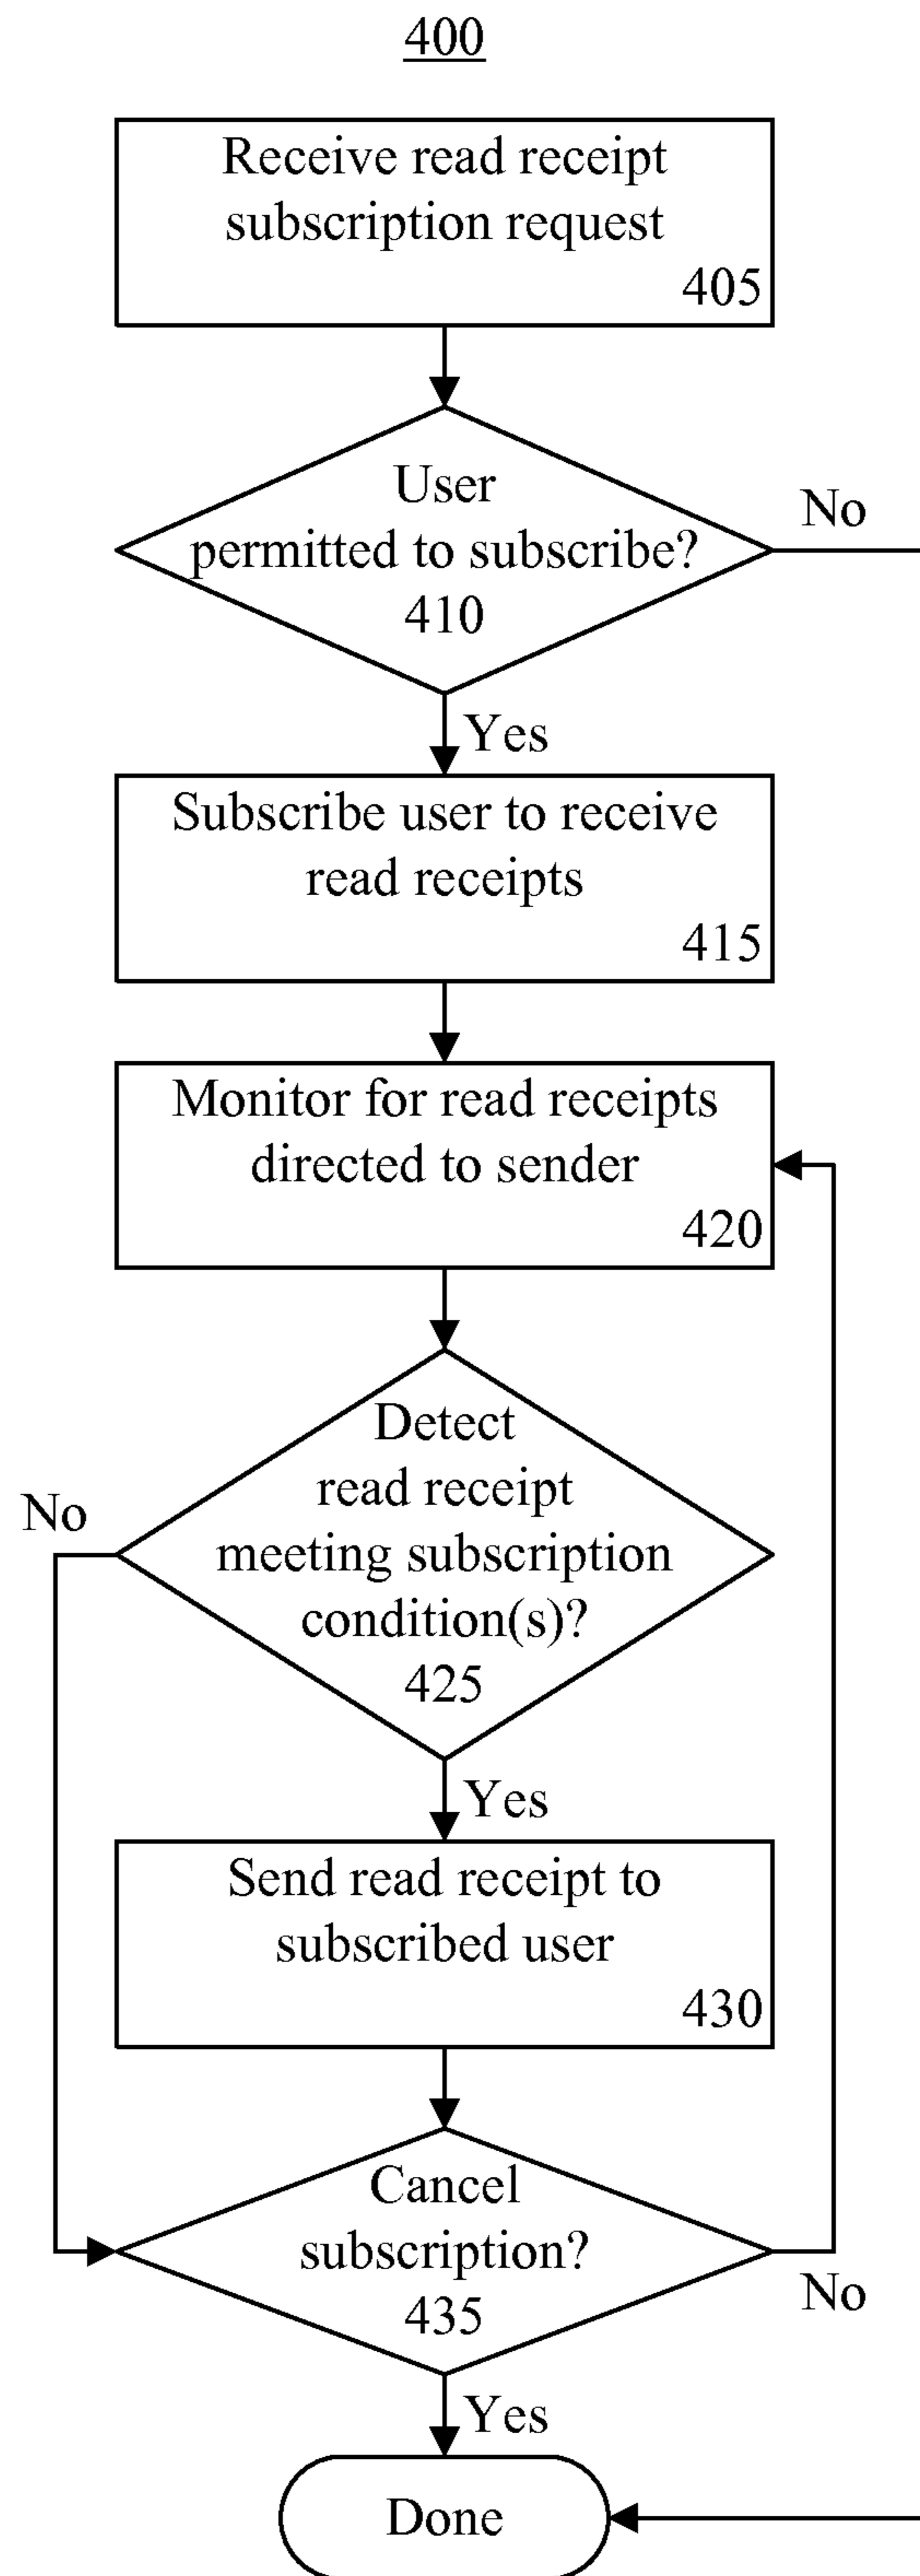 400
Receive read receipt
subscription request
405
User
permitted to subscribe?
410
No
Yes
Subscribe user to receive
read receipts
415
Monitor for read receipts
directed to sender
420
Detect
read receipt
meeting subscription
condition(s)?
425
No
Yes
Send read receipt to
subscribed user
430
Cancel
subscription?
435
No
Yes
Done